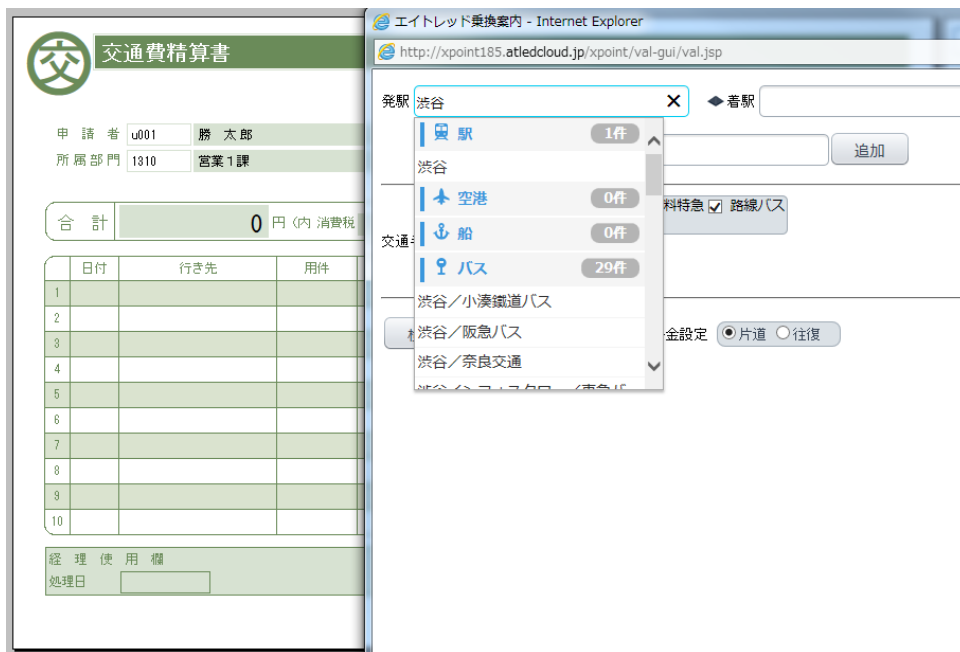 交
交通費精算書
申請者 u001 勝 太郎
所属部門 1310 営業1課
合計 0 円 (内 消費税
日付 行き先 用件
1
2
3
4
5
6
7
8
9
10
経理使用欄
処理日
エイトレッド乗換案内 - Internet Explorer
http://xpoint185.atledcloud.jp/xpoint/val-gui/val.jsp
発駅 渋谷 ◆着駅
駅 1件
渋谷
空港 0件
船 0件
バス 29件
渋谷/小湊鐵道バス
渋谷/阪急バス
渋谷/奈良交通
追加
料特急 路線バス
交通
金設定 片道 往復